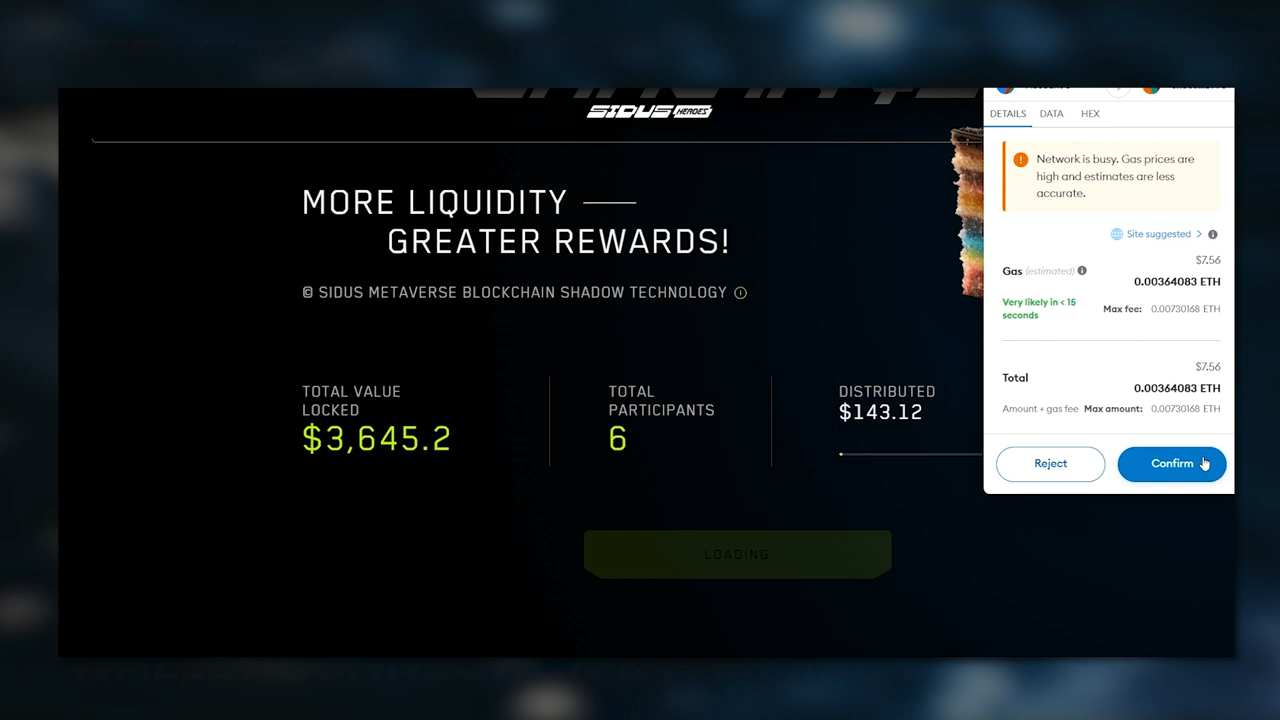 SIDUS HEROES
MORE LIQUIDITY
GREATER REWARDS!
© SIDUS METAVERSE BLOCKCHAIN SHADOW TECHNOLOGY
TOTAL VALUE
LOCKED
$3,645.2
TOTAL
PARTICIPANTS
6
DISTRIBUTED
$143.12
LOADING
DETAILS DATA HEX
Network is busy. Gas prices are
high and estimates are less
accurate.
Site suggested >
$7.56
Gas (estimated)
0.00364083 ETH
Very likely in < 15
seconds
Max fee: 0.00730168 ETH
$7.56
Total
0.00364083 ETH
Amount + gas fee Max amount: 0.00730168 ETH
Reject Confirm